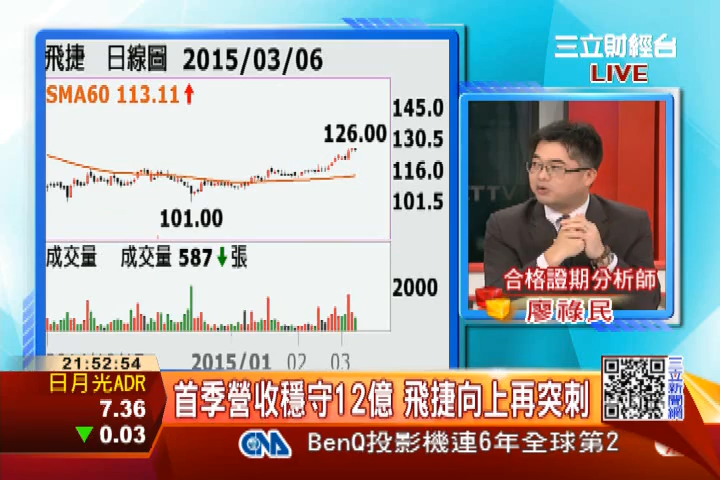 飛捷 日線圖 2015/03/06
SMA60 113.11
145.0
126.00
130.5
116.0
101.5
101.00
成交量 成交量 587 張
2000
2015/01 02 03
三立財經台
LIVE
合格證期分析師
廖祿民
21:52:54
日月光ADR
7.36
▼0.03
首季營收穩守12億 飛捷向上再突刺
三立新聞網
CNA BenQ投影機連6年全球第2